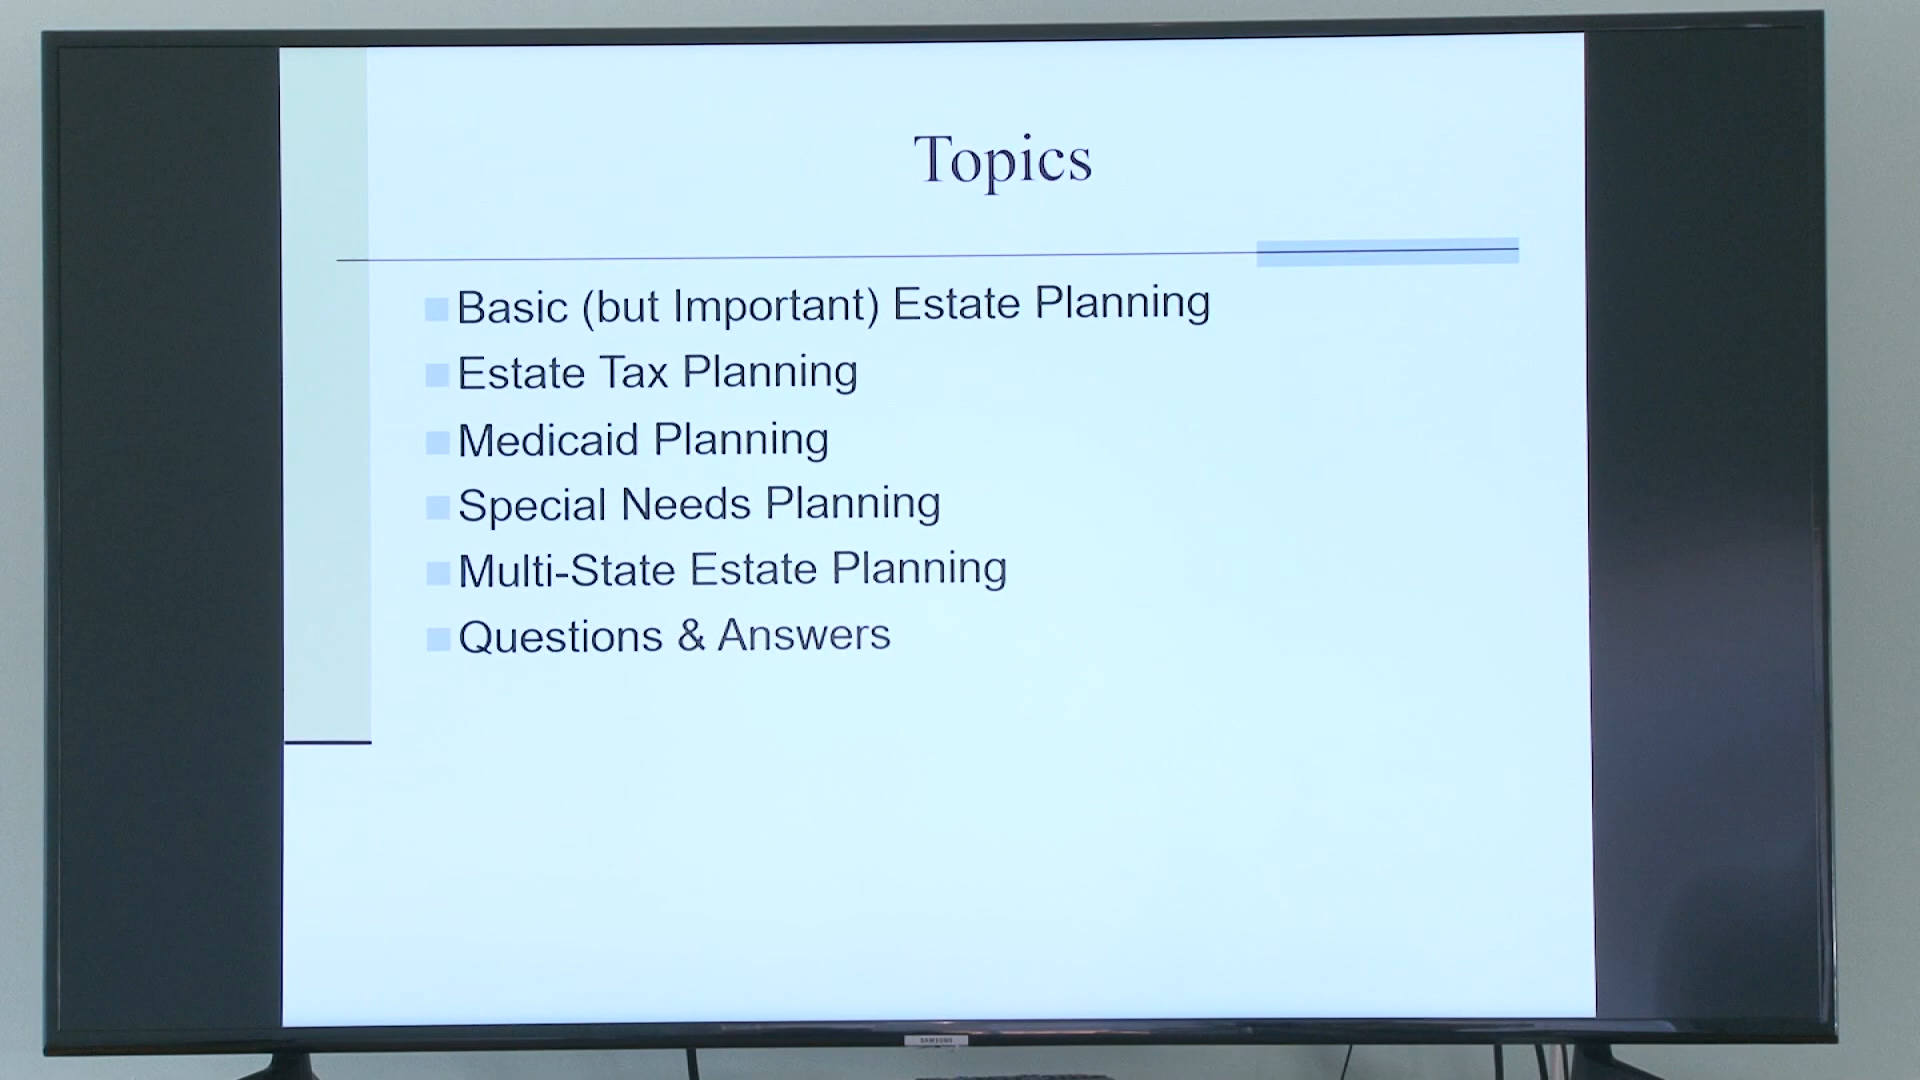 Topics
Basic (but Important) Estate Planning
Estate Tax Planning
Medicaid Planning
Special Needs Planning
Multi-State Estate Planning
Questions & Answers
SAMSUNG